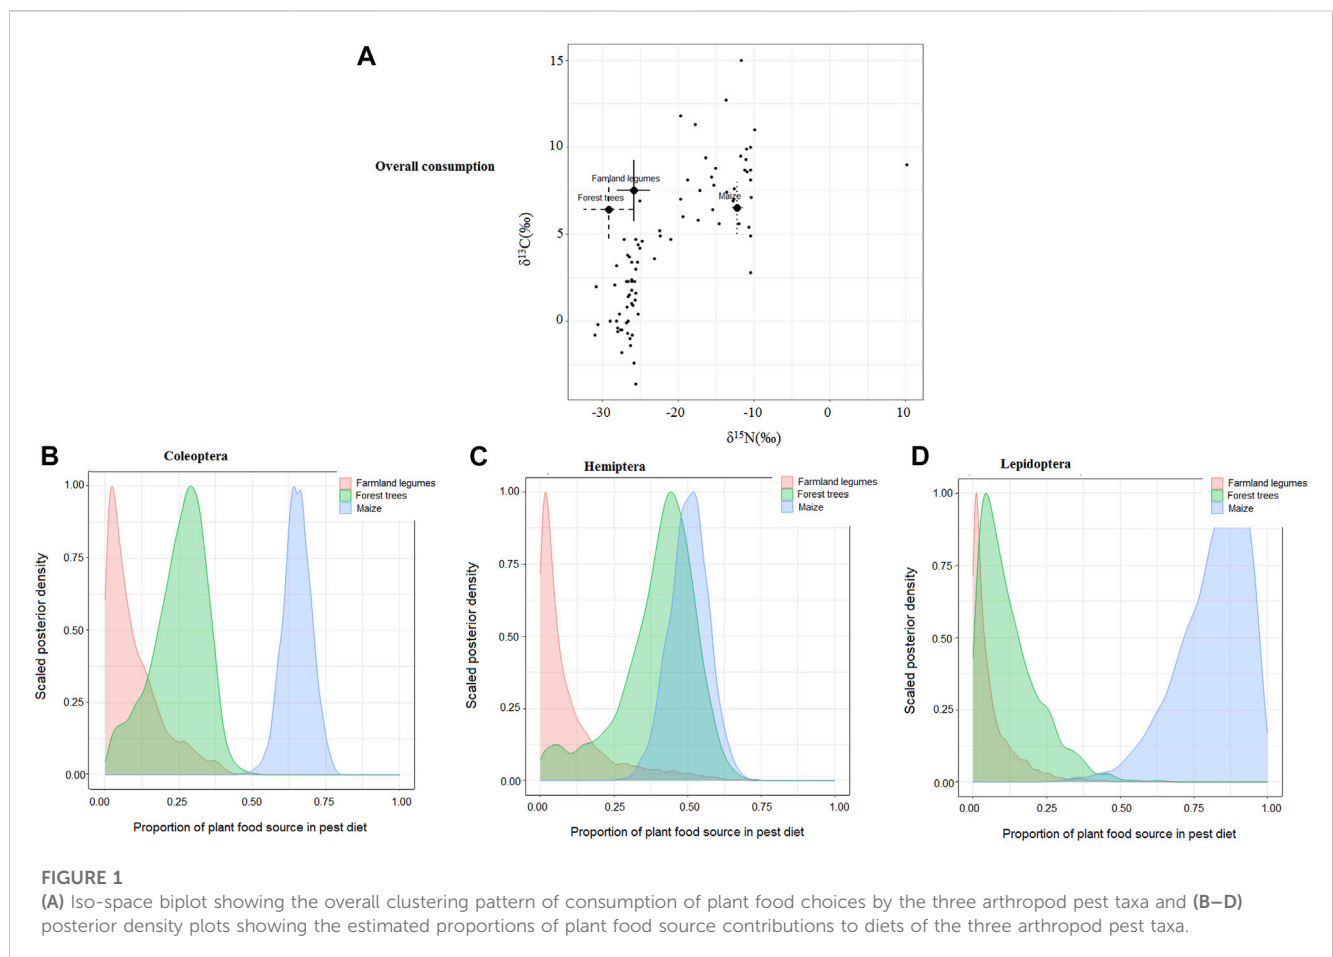 A
Overall consumption
15
10
5
0
δ¹³C(‰)
Farmland legumes
Forest trees
Maize
-30 -20 -10 0 10
δ¹⁵N(‰)
B
Coleoptera
Farmland legumes
Forest trees
Maize
1.00
0.75
0.50
0.25
0.00
Scaled posterior density
0.00 0.25 0.50 0.75 1.00
Proportion of plant food source in pest diet
C
Hemiptera
Farmland legumes
Forest trees
Maize
1.00
0.75
0.50
0.25
0.00
Scaled posterior density
0.00 0.25 0.50 0.75 1.00
Proportion of plant food source in pest diet
D
Lepidoptera
Farmland legumes
Forest trees
Maize
1.00
0.75
0.50
0.25
0.00
Scaled posterior density
0.00 0.25 0.50 0.75 1.00
Proportion of plant food source in pest diet
FIGURE 1
(A) Iso-space biplot showing the overall clustering pattern of consumption of plant food choices by the three arthropod pest taxa and (B–D)
posterior density plots showing the estimated proportions of plant food source contributions to diets of the three arthropod pest taxa.